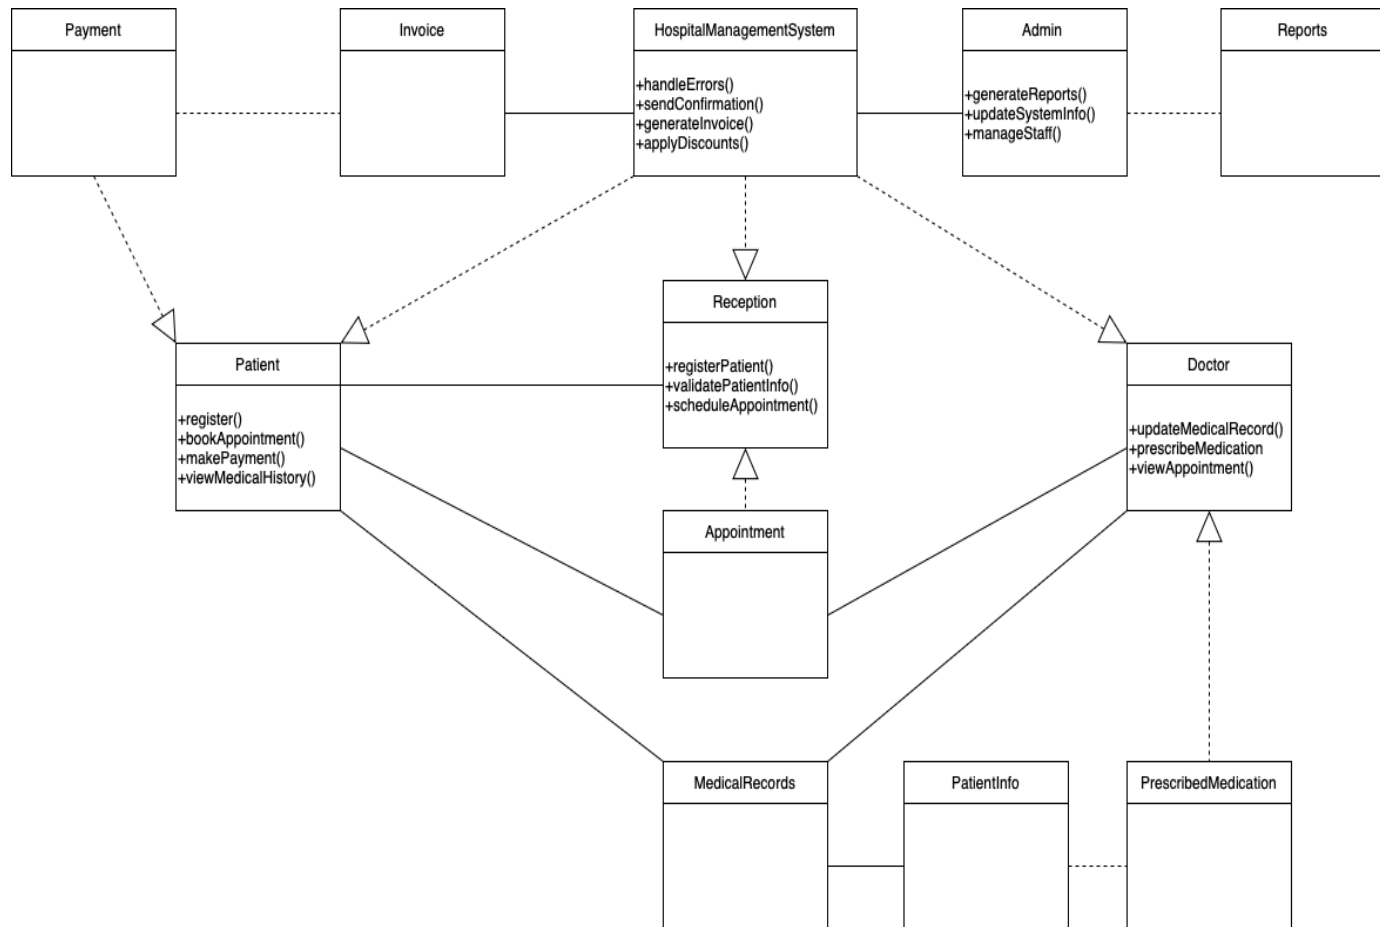 Payment
Invoice
HospitalManagementSystem
+handleErrors()
+sendConfirmation()
+generateInvoice()
+applyDiscounts()
Admin
+generateReports()
+updateSystemInfo()
+manageStaff()
Reports
Reception
+registerPatient()
+validatePatientInfo()
+scheduleAppointment()
Patient
+register()
+bookAppointment()
+makePayment()
+viewMedicalHistory()
Doctor
+updateMedicalRecord()
+prescribeMedication
+viewAppointment()
Appointment
MedicalRecords
PatientInfo
PrescribedMedication